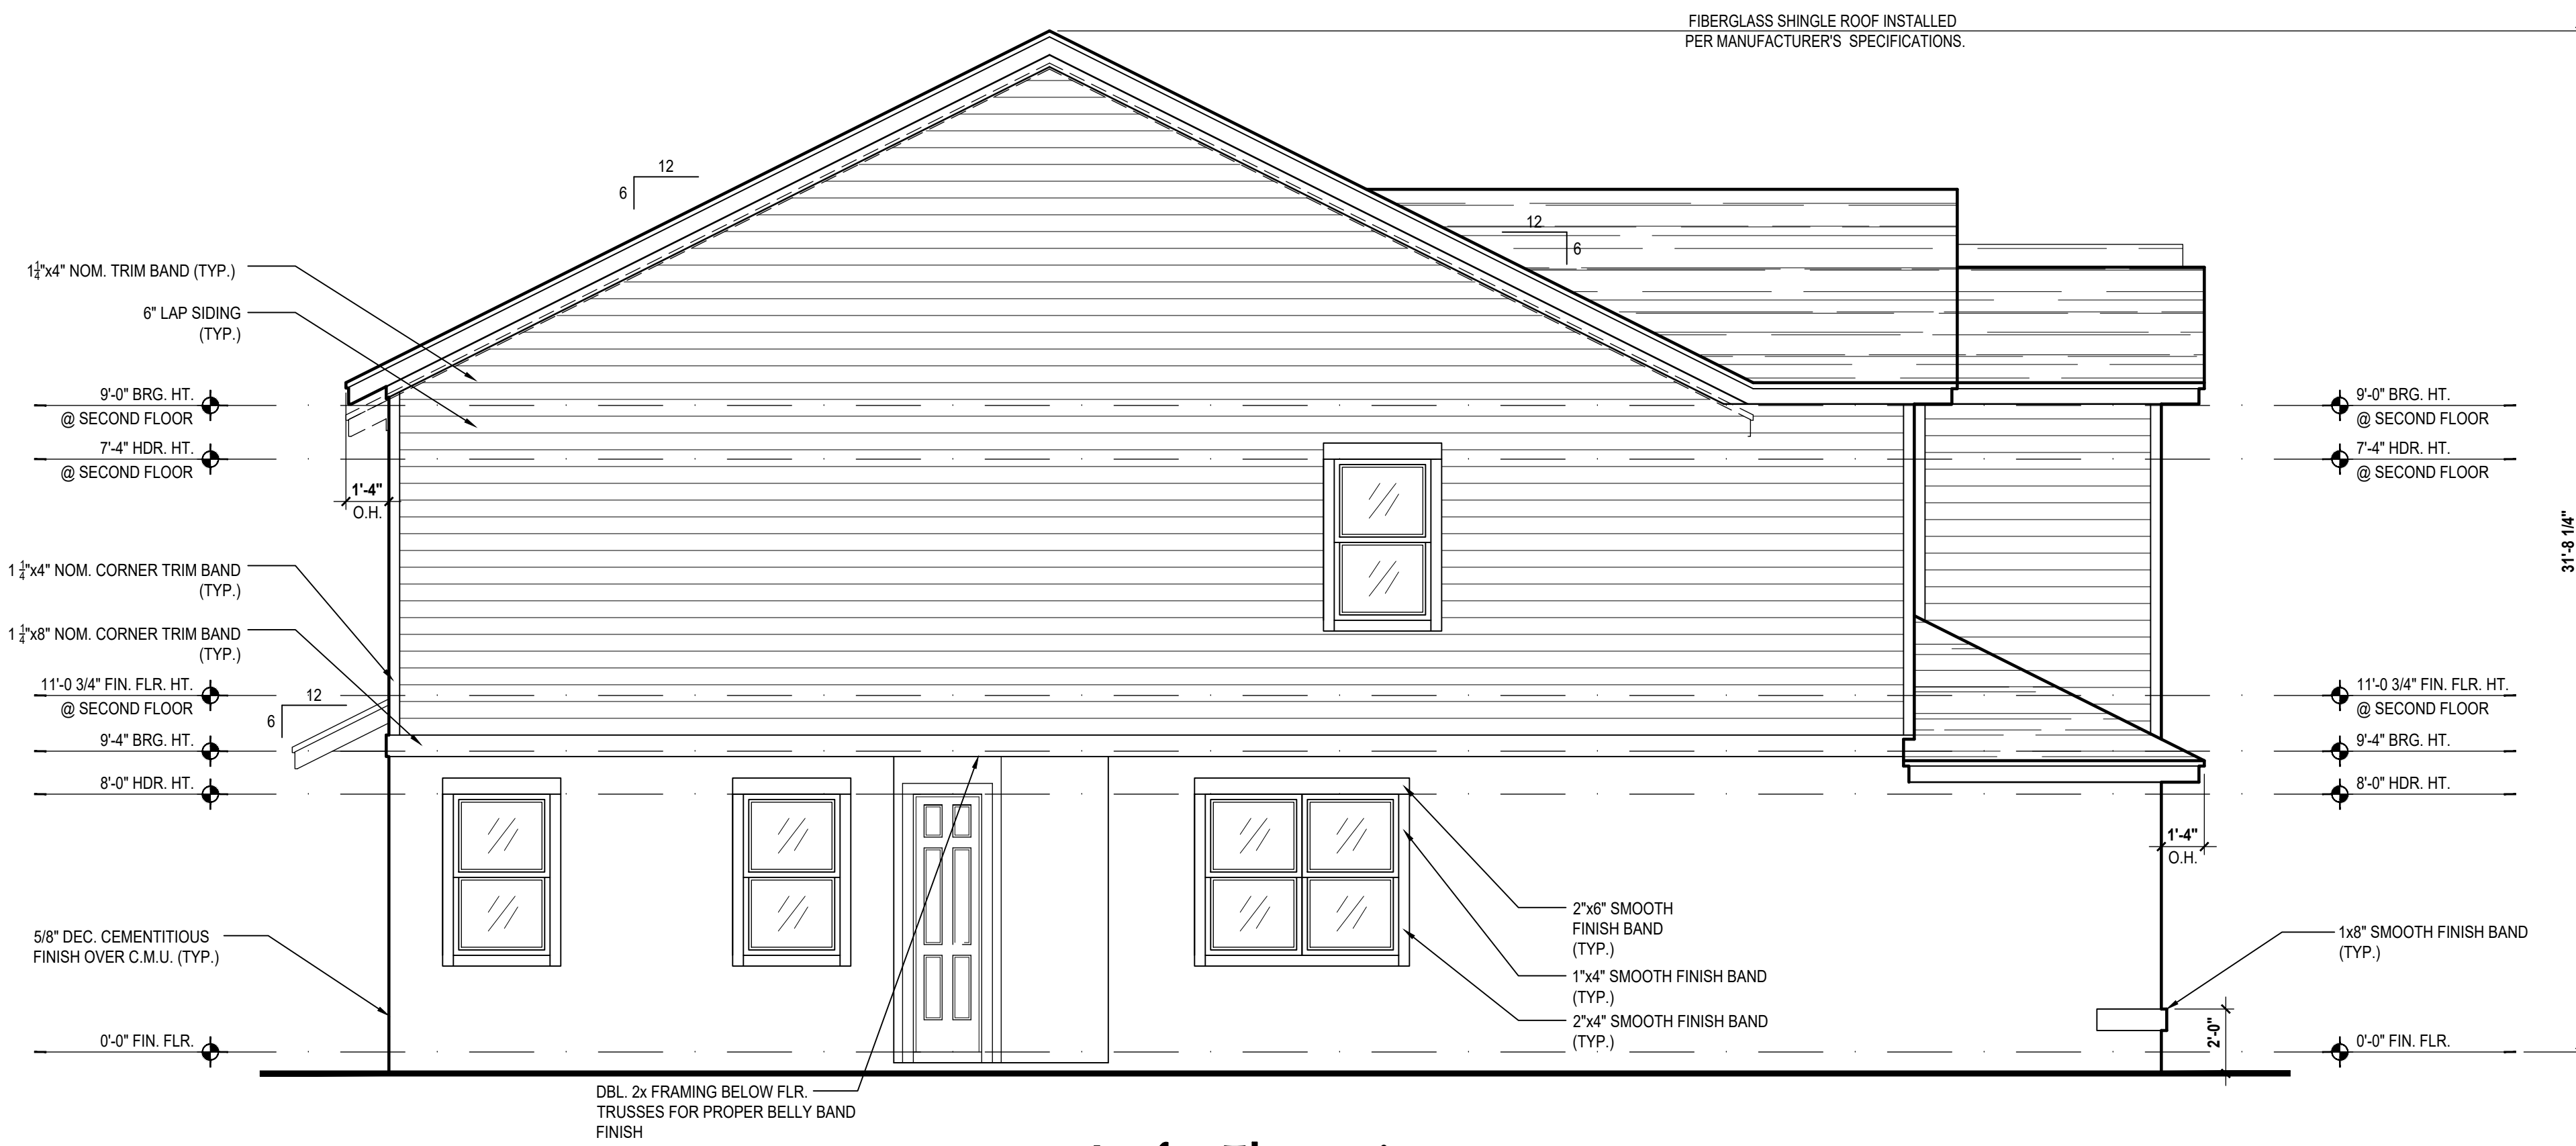 FIBERGLASS SHINGLE ROOF INSTALLED
PER MANUFACTURER'S SPECIFICATIONS.
12
6
12
6
1 1/4"x4" NOM. TRIM BAND (TYP.)
6" LAP SIDING
(TYP.)
9'-0" BRG. HT.
@ SECOND FLOOR
7'-4" HDR. HT.
@ SECOND FLOOR
1'-4"
O.H.
1 1/4"x4" NOM. CORNER TRIM BAND
(TYP.)
1 1/4"x8" NOM. CORNER TRIM BAND
(TYP.)
11'-0 3/4" FIN. FLR. HT.
@ SECOND FLOOR
12
6
9'-4" BRG. HT.
8'-0" HDR. HT.
5/8" DEC. CEMENTITIOUS
FINISH OVER C.M.U. (TYP.)
0'-0" FIN. FLR.
DBL. 2x FRAMING BELOW FLR.
TRUSSES FOR PROPER BELLY BAND
FINISH
2"x6" SMOOTH
FINISH BAND
(TYP.)
1"x4" SMOOTH FINISH BAND
(TYP.)
2"x4" SMOOTH FINISH BAND
(TYP.)
9'-0" BRG. HT.
@ SECOND FLOOR
7'-4" HDR. HT.
@ SECOND FLOOR
31'-8 1/4"
11'-0 3/4" FIN. FLR. HT.
@ SECOND FLOOR
9'-4" BRG. HT.
8'-0" HDR. HT.
1'-4"
O.H.
1x8" SMOOTH FINISH BAND
(TYP.)
2'-0"
0'-0" FIN. FLR.